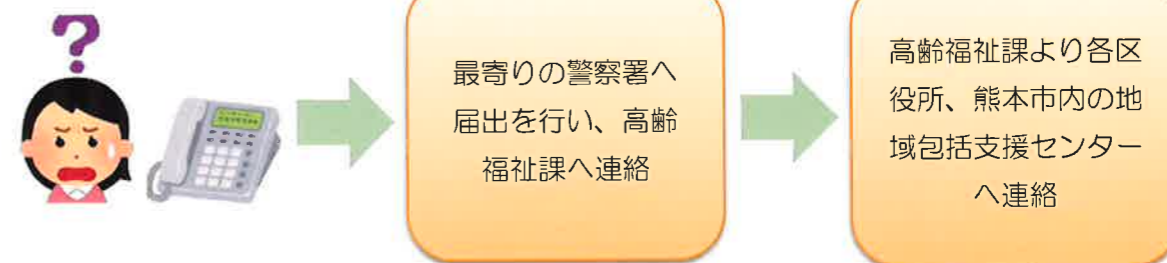 ?
最寄りの警察署へ
届出を行い、高齢
福祉課へ連絡
高齢福祉課より各区
役所、熊本市内の地
域包括支援センター
へ連絡